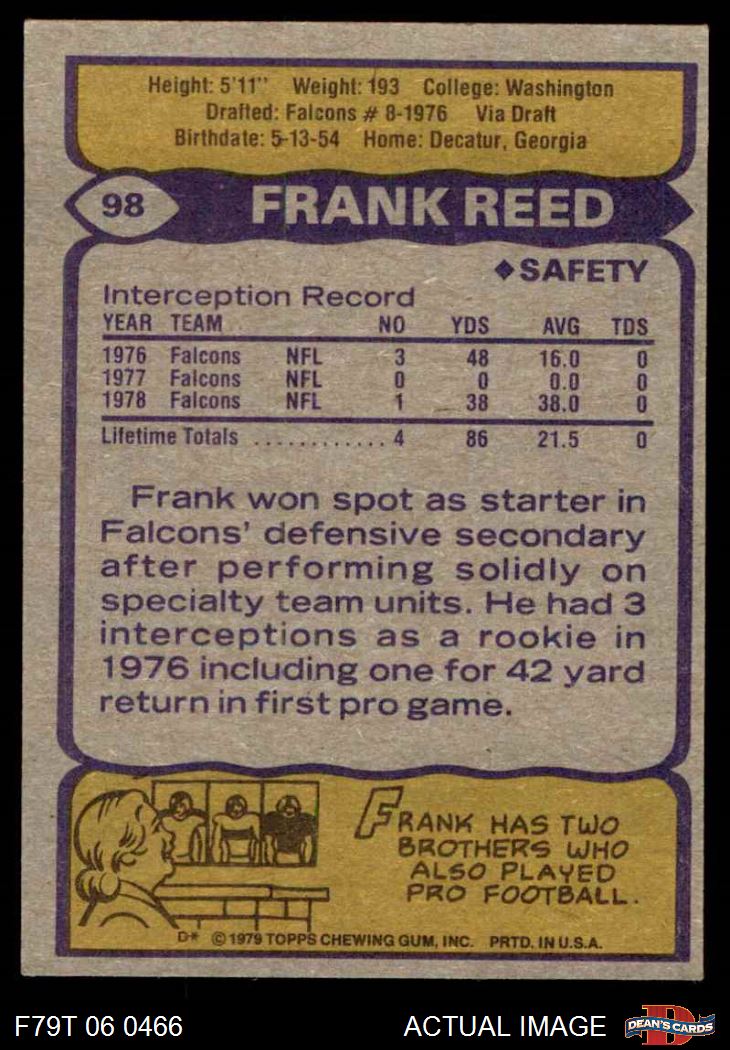 Height: 5'11" Weight: 193 College: Washington
Drafted: Falcons # 8-1976 Via Draft
Birthdate: 5-13-54 Home: Decatur, Georgia
98 FRANK REED
◆SAFETY
Interception Record
YEAR TEAM NO YDS AVG TDS
1976 Falcons NFL 3 48 16.0 0
1977 Falcons NFL 0 0 0.0 0
1978 Falcons NFL 1 38 38.0 0
Lifetime Totals ............ 4 86 21.5 0
Frank won spot as starter in
Falcons' defensive secondary
after performing solidly on
specialty team units. He had 3
interceptions as a rookie in
1976 including one for 42 yard
return in first pro game.
FRANK HAS TWO
BROTHERS WHO
ALSO PLAYED
PRO FOOTBALL.
D* © 1979 TOPPS CHEWING GUM, INC. PRTD. IN U.S.A.
F79T 06 0466 ACTUAL IMAGE
D
DEAN'S CARDS